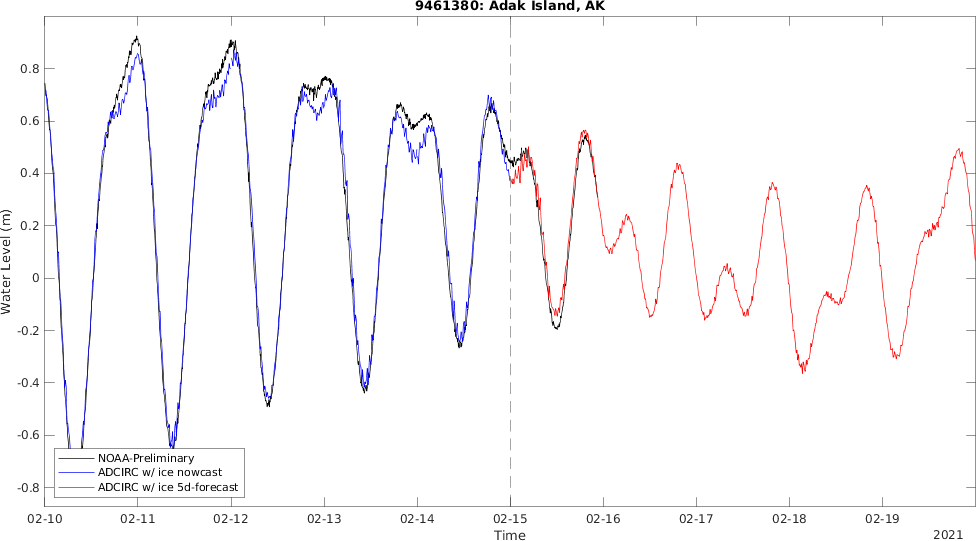 9461380: Adak Island, AK
Water Level (m)
0.8
0.6
0.4
0.2
0
-0.2
-0.4
-0.6
-0.8
NOAA-Preliminary
ADCIRC w/ ice nowcast
ADCIRC w/ ice 5d-forecast
02-10 02-11 02-12 02-13 02-14 02-15 02-16 02-17 02-18 02-19
Time
2021